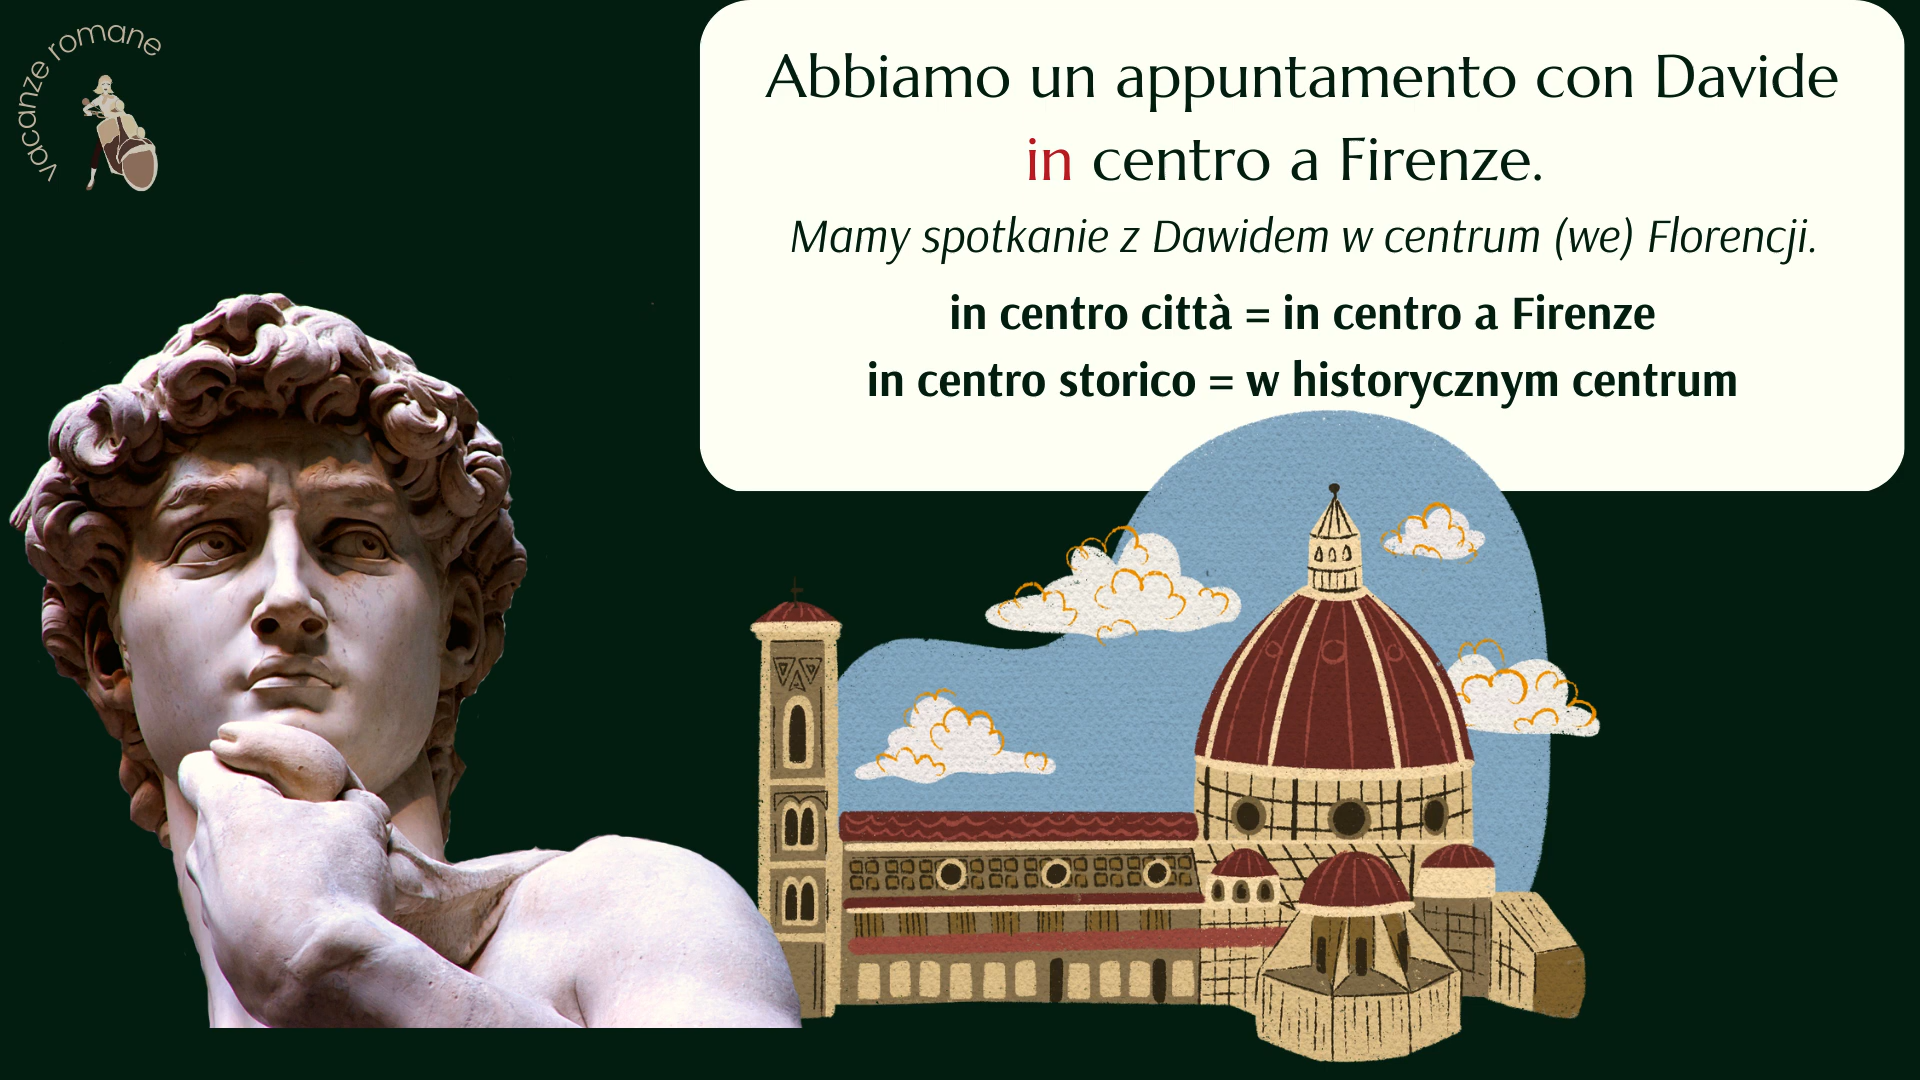 vacanze romane
Abbiamo un appuntamento con Davide
in centro a Firenze.
Mamy spotkanie z Dawidem w centrum (we) Florencji.
in centro città = in centro a Firenze
in centro storico = w historycznym centrum